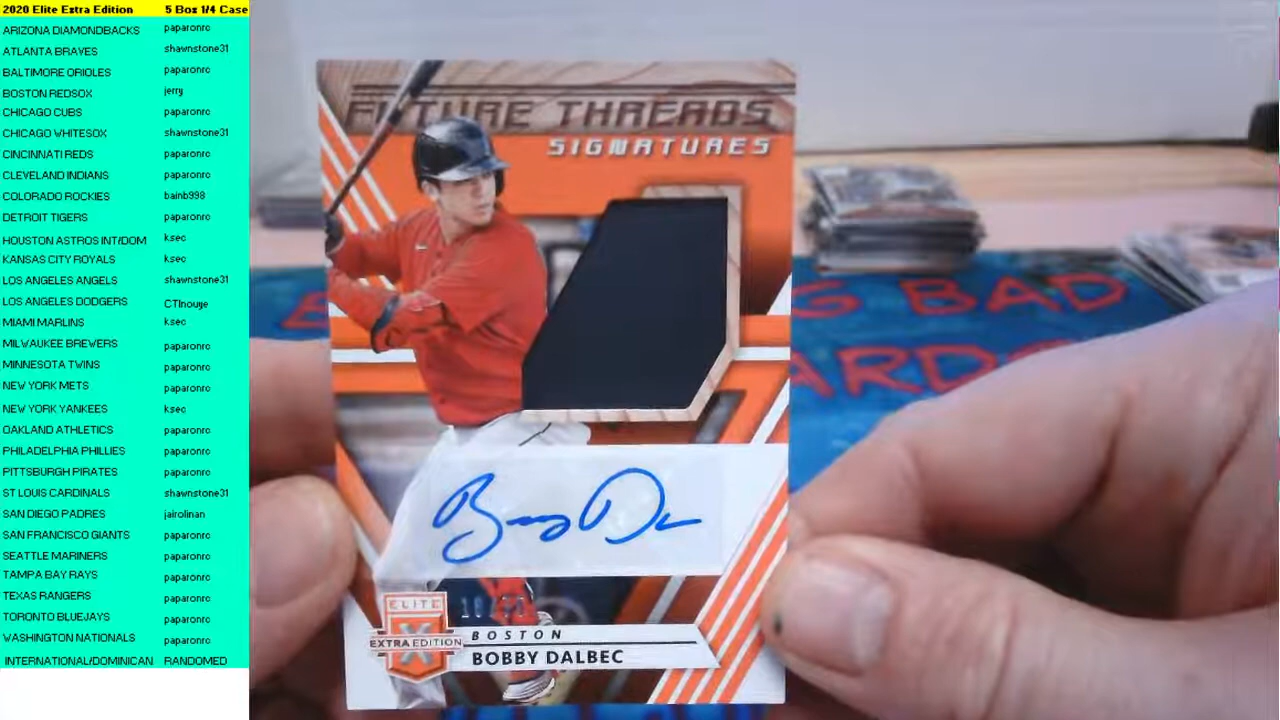 2020 Elite Extra Edition 5 Box 1/4 Case
ARIZONA DIAMONDBACKS paparonro
ATLANTA BRAVES shawnstone31
BALTIMORE ORIOLES paparonro
BOSTON REDSOX jerry
CHICAGO CUBS paparonro
CHICAGO WHITESOX shawnstone31
CINCINNATI REDS paparonro
CLEVELAND INDIANS paparonro
COLORADO ROCKIES bainb998
DETROIT TIGERS paparonro
HOUSTON ASTROS INT/DOM ksec
KANSAS CITY ROYALS ksec
LOS ANGELES ANGELS shawnstone31
LOS ANGELES DODGERS CTInouye
MIAMI MARLINS ksec
MILWAUKEE BREWERS paparonro
MINNESOTA TWINS paparonro
NEW YORK METS paparonro
NEW YORK YANKEES ksec
OAKLAND ATHLETICS paparonro
PHILADELPHIA PHILLIES paparonro
PITTSBURGH PIRATES paparonro
ST LOUIS CARDINALS shawnstone31
SAN DIEGO PADRES jairolinan
SAN FRANCISCO GIANTS paparonro
SEATTLE MARINERS paparonro
TAMPA BAY RAYS paparonro
TEXAS RANGERS paparonro
TORONTO BLUEJAYS paparonro
WASHINGTON NATIONALS paparonro
INTERNATIONAL/DOMINICAN RANDOMED
FUTURE THREADS
SIGNATURES
ELITE
EXTRA EDITION
X
BOSTON
BOBBY DALBEC
G BAD
ARDS